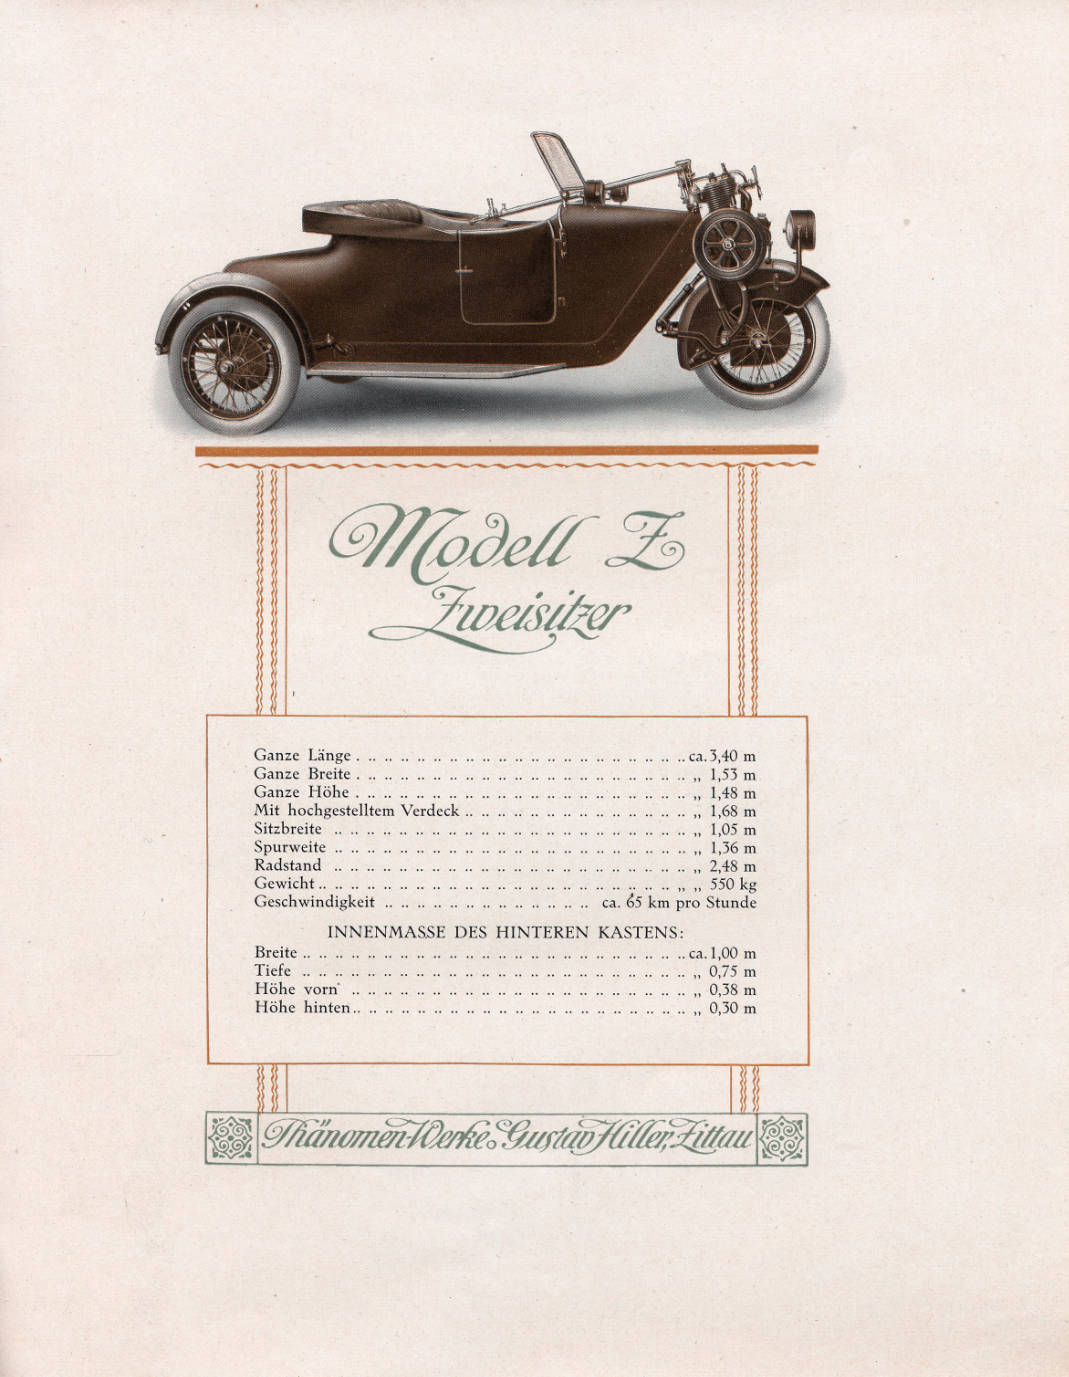 Modell Z
Zweisitzer
Ganze Länge . .. .. .. .. .. .. .. .. .. .. .. .. .. .. .. .. .. .. .. .. ca. 3,40 m
Ganze Breite . .. .. .. .. .. .. .. .. .. .. .. .. .. .. .. .. .. .. .. .. „ 1,53 m
Ganze Höhe . .. .. .. .. .. .. .. .. .. .. .. .. .. .. .. .. .. .. .. .. „ 1,48 m
Mit hochgestelltem Verdeck .. .. .. .. .. .. .. .. .. .. .. .. .. .. „ 1,68 m
Sitzbreite .. .. .. .. .. .. .. .. .. .. .. .. .. .. .. .. .. .. .. .. .. .. „ 1,05 m
Spurweite .. .. .. .. .. .. .. .. .. .. .. .. .. .. .. .. .. .. .. .. .. .. „ 1,36 m
Radstand .. .. .. .. .. .. .. .. .. .. .. .. .. .. .. .. .. .. .. .. .. .. „ 2,48 m
Gewicht .. .. .. .. .. .. .. .. .. .. .. .. .. .. .. .. .. .. .. .. .. .. „ „ 550 kg
Geschwindigkeit .. .. .. .. .. .. .. .. .. .. .. .. .. ca. 65 km pro Stunde
INNENMASSE DES HINTEREN KASTENS:
Breite .. .. .. .. .. .. .. .. .. .. .. .. .. .. .. .. .. .. .. .. .. .. .. .. ca. 1,00 m
Tiefe .. .. .. .. .. .. .. .. .. .. .. .. .. .. .. .. .. .. .. .. .. .. .. .. „ 0,75 m
Höhe vorn .. .. .. .. .. .. .. .. .. .. .. .. .. .. .. .. .. .. .. .. .. „ 0,38 m
Höhe hinten .. .. .. .. .. .. .. .. .. .. .. .. .. .. .. .. .. .. .. .. .. „ 0,30 m
Phänomen-Werke. Gustav Hiller, Zittau